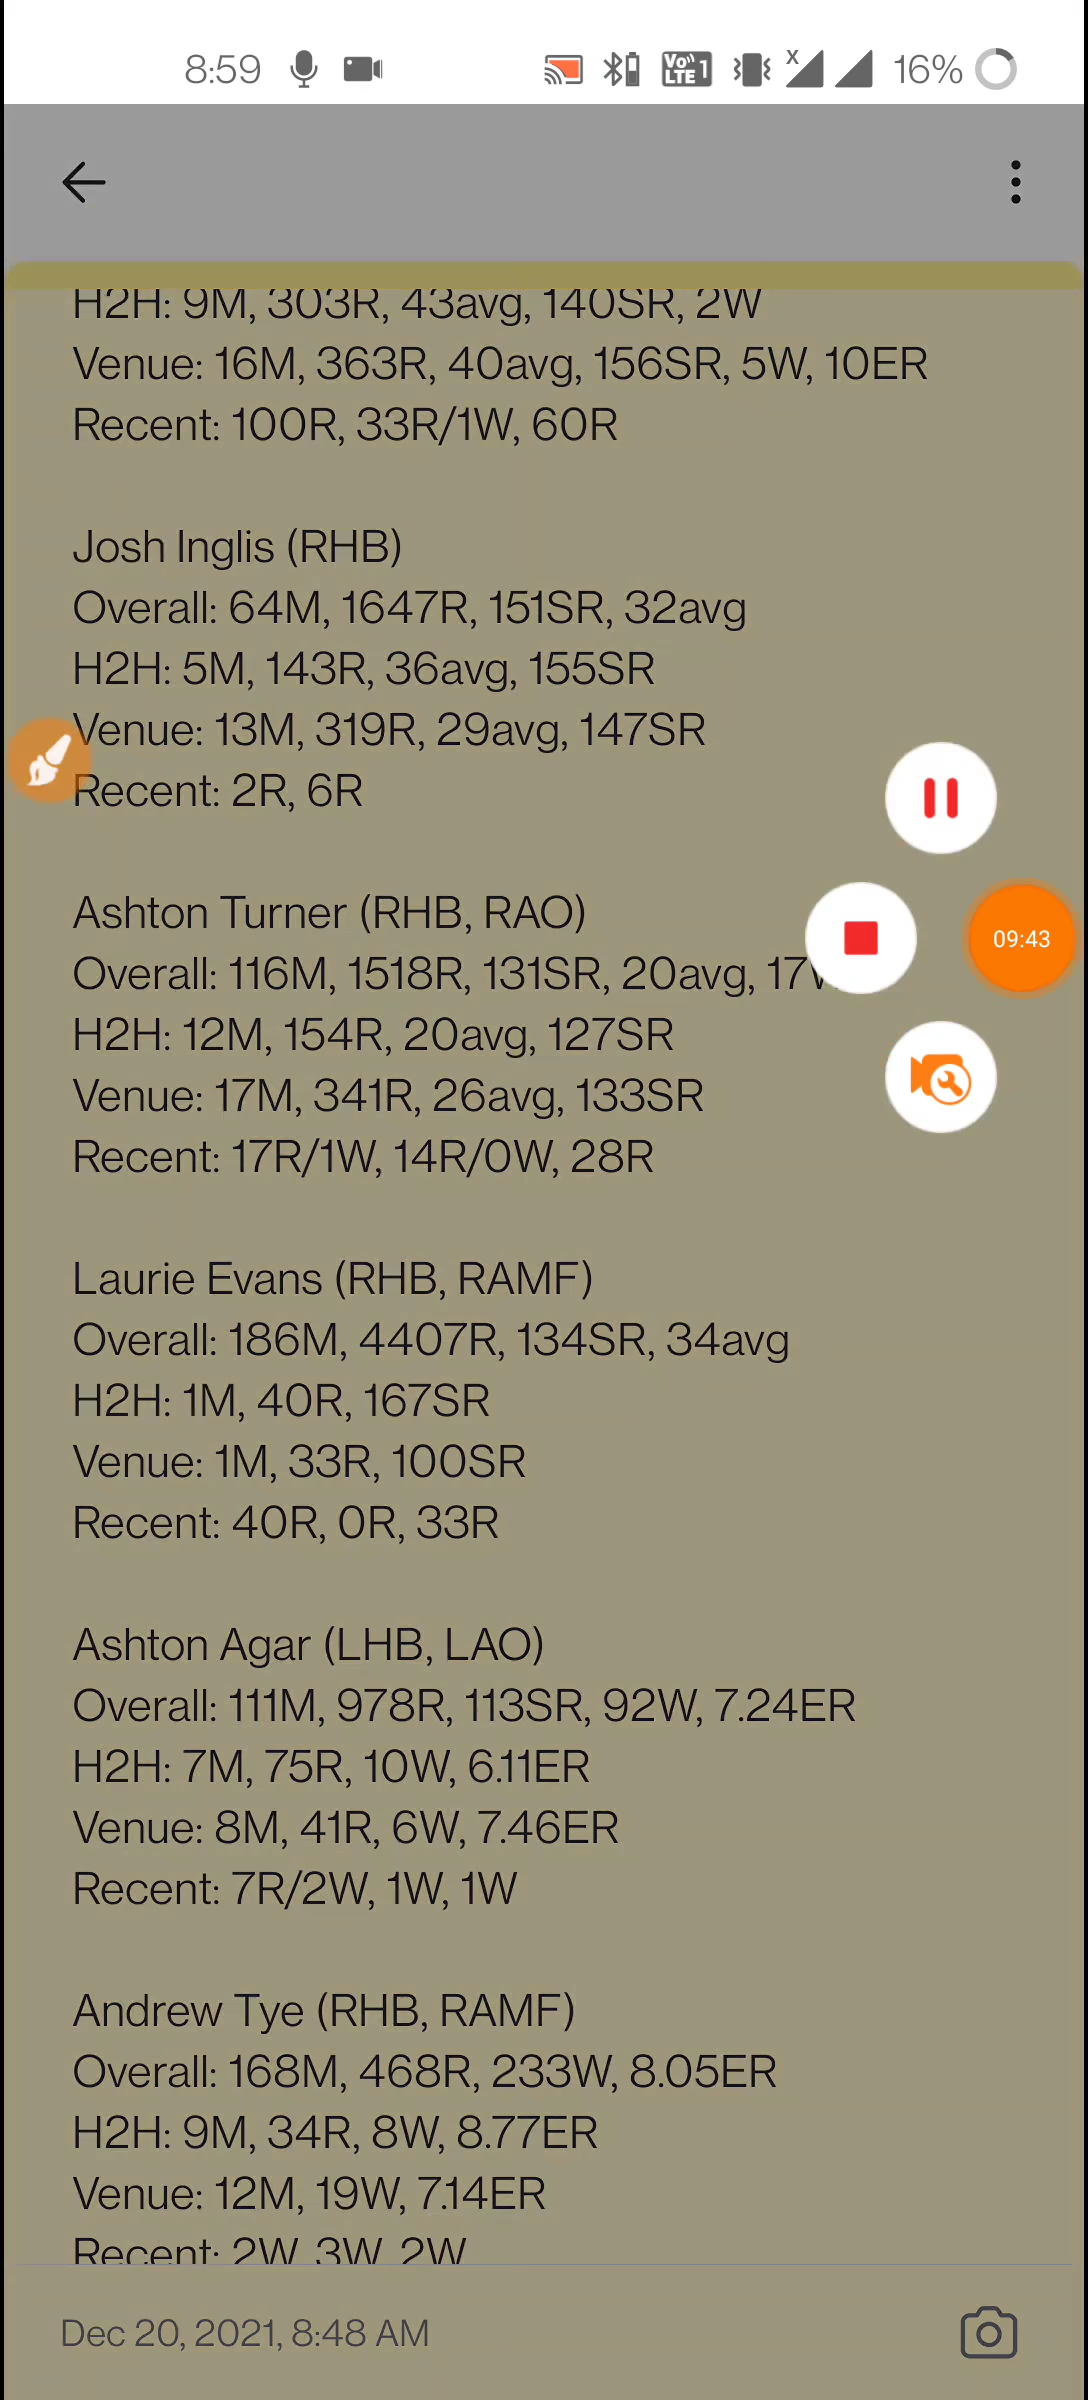 8:59
Vo)) LTE 1
X
16%
H2H: 9M, 303R, 43avg, 140SR, 2W
Venue: 16M, 363R, 40avg, 156SR, 5W, 10ER
Recent: 100R, 33R/1W, 60R
Josh Inglis (RHB)
Overall: 64M, 1647R, 151SR, 32avg
H2H: 5M, 143R, 36avg, 155SR
Venue: 13M, 319R, 29avg, 147SR
Recent: 2R, 6R
Ashton Turner (RHB, RAO)
Overall: 116M, 1518R, 131SR, 20avg, 17W
09:43
H2H: 12M, 154R, 20avg, 127SR
Venue: 17M, 341R, 26avg, 133SR
Recent: 17R/1W, 14R/0W, 28R
Laurie Evans (RHB, RAMF)
Overall: 186M, 4407R, 134SR, 34avg
H2H: 1M, 40R, 167SR
Venue: 1M, 33R, 100SR
Recent: 40R, 0R, 33R
Ashton Agar (LHB, LAO)
Overall: 111M, 978R, 113SR, 92W, 7.24ER
H2H: 7M, 75R, 10W, 6.11ER
Venue: 8M, 41R, 6W, 7.46ER
Recent: 7R/2W, 1W, 1W
Andrew Tye (RHB, RAMF)
Overall: 168M, 468R, 233W, 8.05ER
H2H: 9M, 34R, 8W, 8.77ER
Venue: 12M, 19W, 7.14ER
Recent: 2W, 3W, 2W
Dec 20, 2021, 8:48 AM